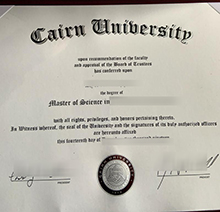 Cairn University
upon recommendation of the faculty
and approval of the Board of Trustees
has conferred upon
the degree of
Master of Science in
with all rights, privileges, and honors pertaining thereto.
In Witness whereof, the seal of the University and the signatures of its duly authorized officers
are hereunto affixed
this fourteenth day of